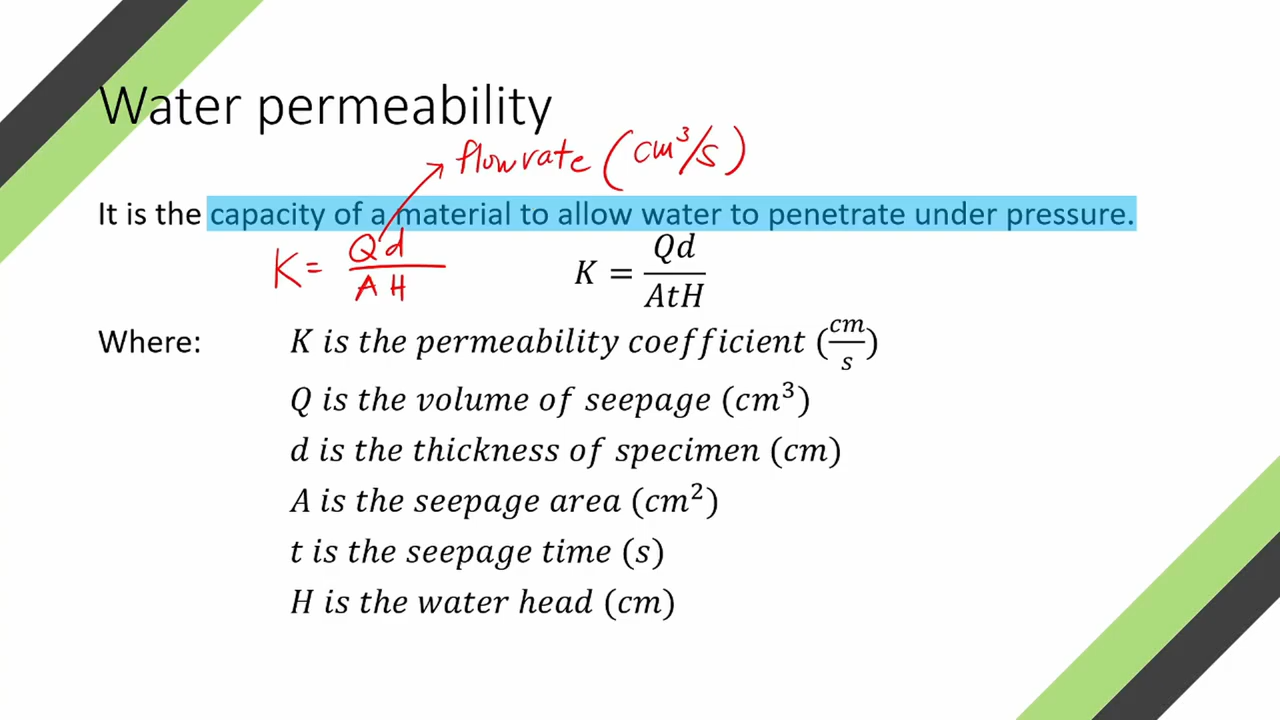 Water permeability
flowrate (cm³/s)
It is the capacity of a material to allow water to penetrate under pressure.
K = Qd / A H
K = Qd / AtH
Where: K is the permeability coefficient (cm/s)
Q is the volume of seepage (cm³)
d is the thickness of specimen (cm)
A is the seepage area (cm²)
t is the seepage time (s)
H is the water head (cm)